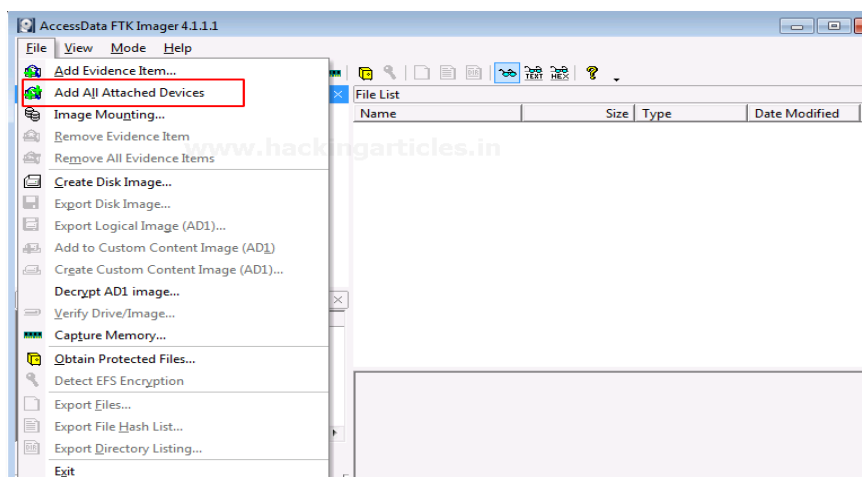 AccessData FTK Imager 4.1.1.1
File View Mode Help
Add Evidence Item...
Add All Attached Devices
Image Mounting...
Remove Evidence Item
Remove All Evidence Items
Create Disk Image...
Export Disk Image...
Export Logical Image (AD1)...
Add to Custom Content Image (AD1)
Create Custom Content Image (AD1)...
Decrypt AD1 image...
Verify Drive/Image...
Capture Memory...
Obtain Protected Files...
Detect EFS Encryption
Export Files...
Export File Hash List...
Export Directory Listing...
Exit
TEXT HEX ?
File List
Name Size Type Date Modified
www.hackingarticles.in